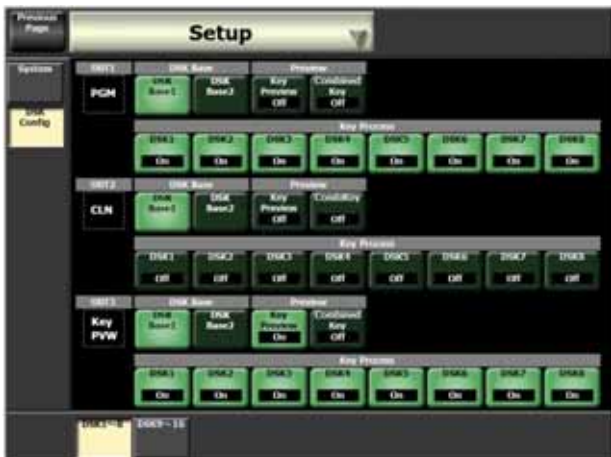 Previous Page
Setup
System
DSK Config
OUT1 DSK Base Preview
PGM DSK Base1 DSK Base2 Key Preview Off Combined Key Off
Key Process
DSK1 DSK2 DSK3 DSK4 DSK5 DSK6 DSK7 DSK8
On On On On On On On On
OUT2 DSK Base Preview
CLN DSK Base1 DSK Base2 Key Preview Off CombiKey Off
Key Process
DSK1 DSK2 DSK3 DSK4 DSK5 DSK6 DSK7 DSK8
Off Off Off Off Off Off Off Off
OUT3 DSK Base Preview
Key PVW DSK Base1 DSK Base2 Key Preview On Combined Key Off
Key Process
DSK1 DSK2 DSK3 DSK4 DSK5 DSK6 DSK7 DSK8
On On On On On On On On
DSK1~8 DSK9~16